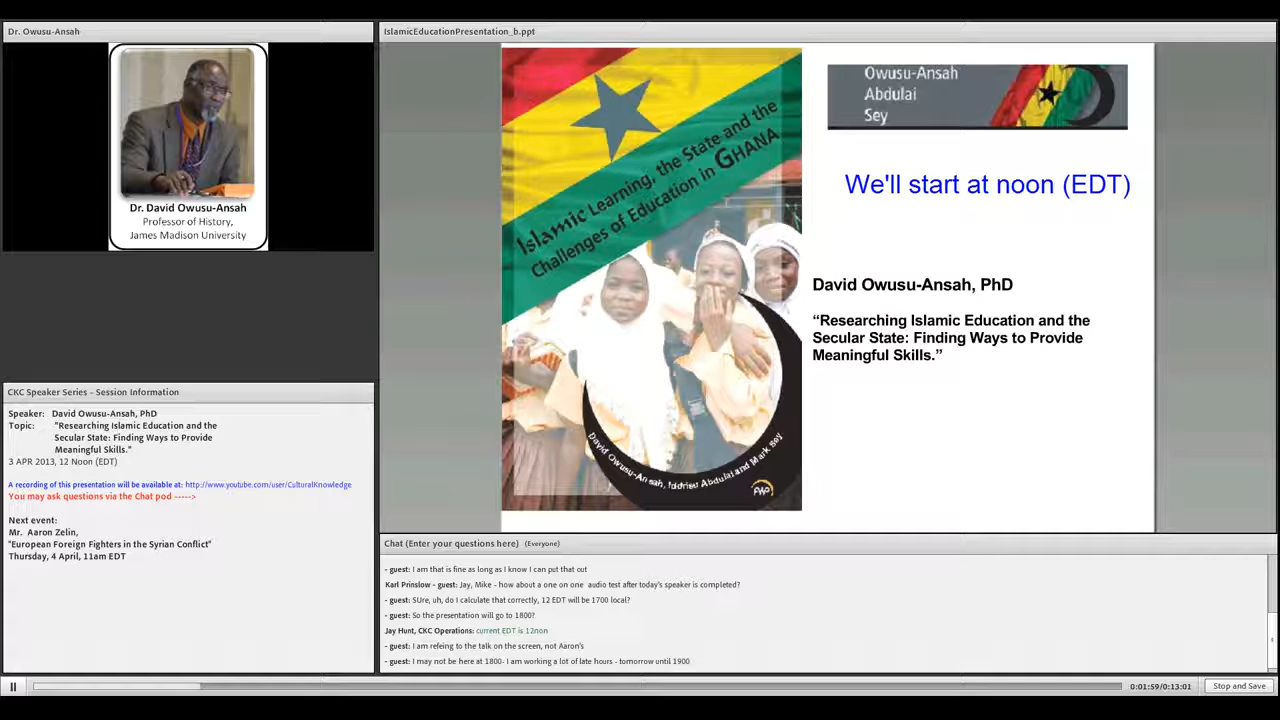 Dr. Owusu-Ansah
Dr. David Owusu-Ansah
Professor of History,
James Madison University
CKC Speaker Series - Session Information
Speaker: David Owusu-Ansah, PhD
Topic: "Researching Islamic Education and the
Secular State: Finding Ways to Provide
Meaningful Skills."
3 APR 2013, 12 Noon (EDT)
A recording of this presentation will be available at: http://www.youtube.com/user/CulturalKnowledge
You may ask questions via the Chat pod ----->
Next event:
Mr. Aaron Zelin,
"European Foreign Fighters in the Syrian Conflict"
Thursday, 4 April, 11am EDT
IslamicEducationPresentation_b.ppt
Islamic Learning, the State and the
Challenges of Education in GHANA
David Owusu-Ansah, Iddrisu Abdulai and Mark Sey
Owusu-Ansah
Abdulai
Sey
We'll start at noon (EDT)
David Owusu-Ansah, PhD
“Researching Islamic Education and the
Secular State: Finding Ways to Provide
Meaningful Skills.”
Chat (Enter your questions here) (Everyone)
- guest: I am that is fine as long as I know I can put that out
Karl Prinslow - guest: Jay, Mike - how about a one on one audio test after today's speaker is completed?
- guest: SUre, uh, do I calculate that correctly, 12 EDT will be 1700 local?
- guest: So the presentation will go to 1800?
Jay Hunt, CKC Operations: current EDT is 12non
- guest: I am refeing to the talk on the screen, not Aaron's
- guest: I may not be here at 1800- I am working a lot of late hours - tomorrow until 1900
0:01:59/0:13:01
Stop and Save